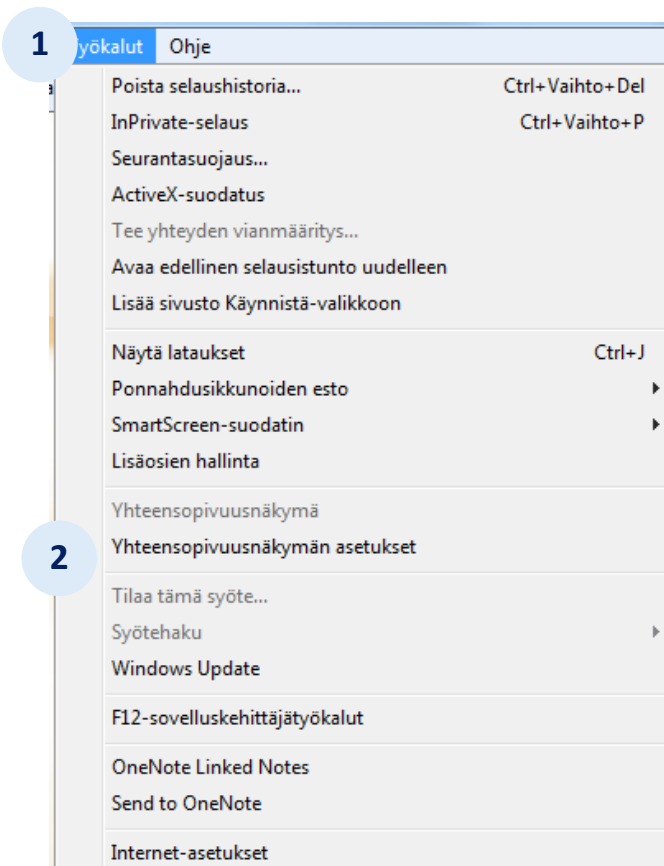 1
yökalut Ohje
Poista selaushistoria... Ctrl+Vaihto+Del
InPrivate-selaus Ctrl+Vaihto+P
Seurantasuojaus...
ActiveX-suodatus
Tee yhteyden vianmääritys...
Avaa edellinen selausistunto uudelleen
Lisää sivusto Käynnistä-valikkoon
Näytä lataukset Ctrl+J
Ponnahdusikkunoiden esto
SmartScreen-suodatin
Lisäosien hallinta
Yhteensopivuusnäkymä
2
Yhteensopivuusnäkymän asetukset
Tilaa tämä syöte...
Syötehaku
Windows Update
F12-sovelluskehittäjätyökalut
OneNote Linked Notes
Send to OneNote
Internet-asetukset